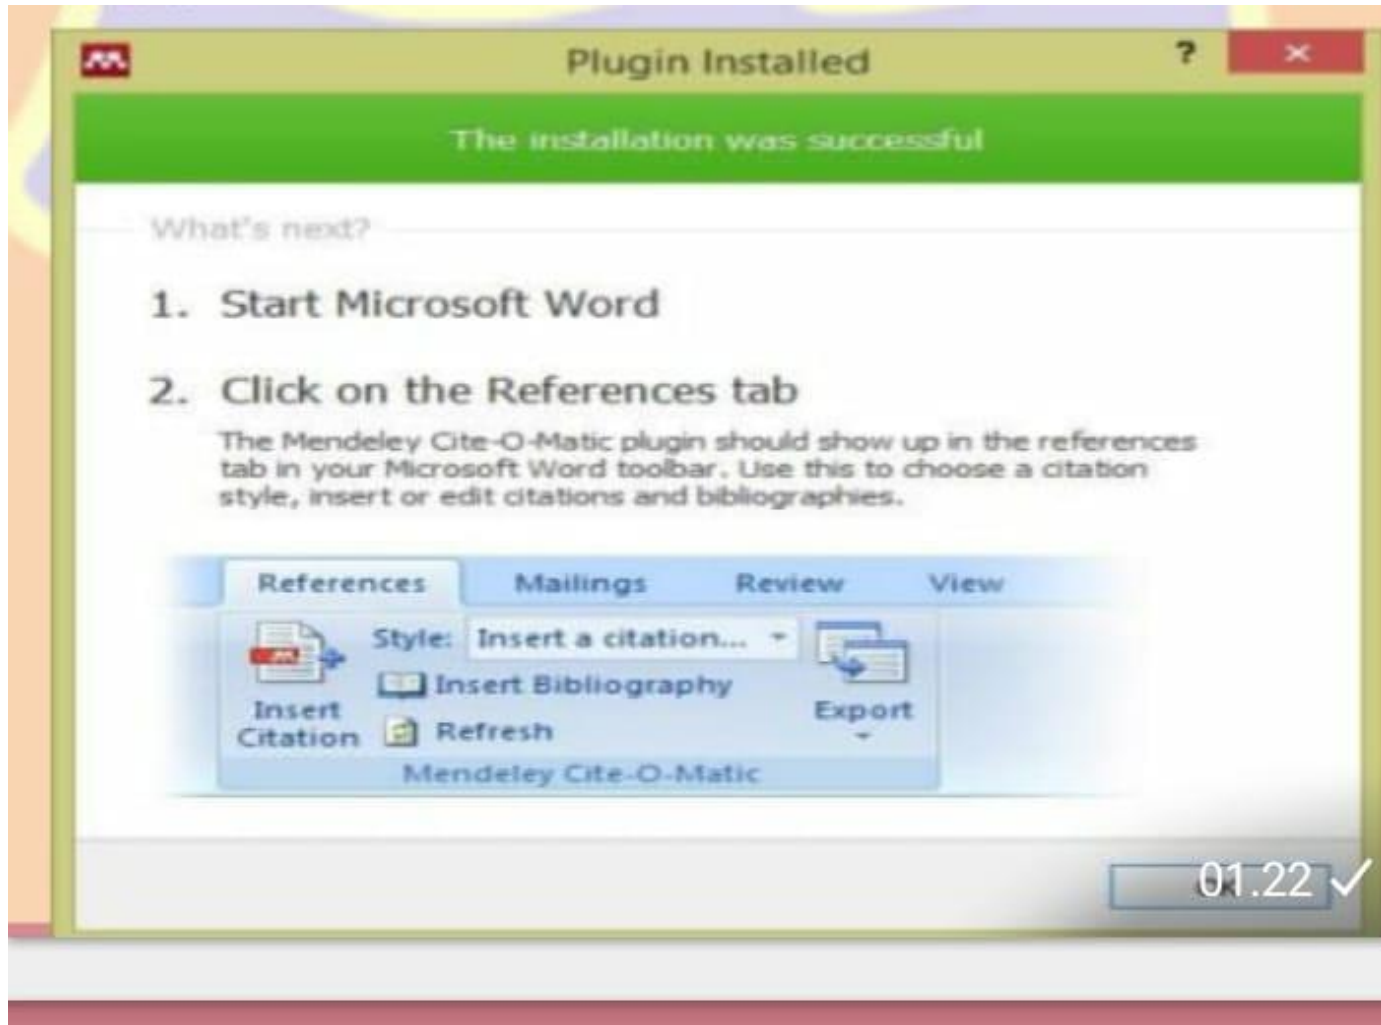 Plugin Installed
?
The installation was successful
What's next?
1. Start Microsoft Word
2. Click on the References tab
The Mendeley Cite-O-Matic plugin should show up in the references
tab in your Microsoft Word toolbar. Use this to choose a citation
style, insert or edit citations and bibliographies.
References Mailings Review View
Style: Insert a citation...
Insert Bibliography
Insert
Citation
Refresh
Export
Mendeley Cite-O-Matic
01.22